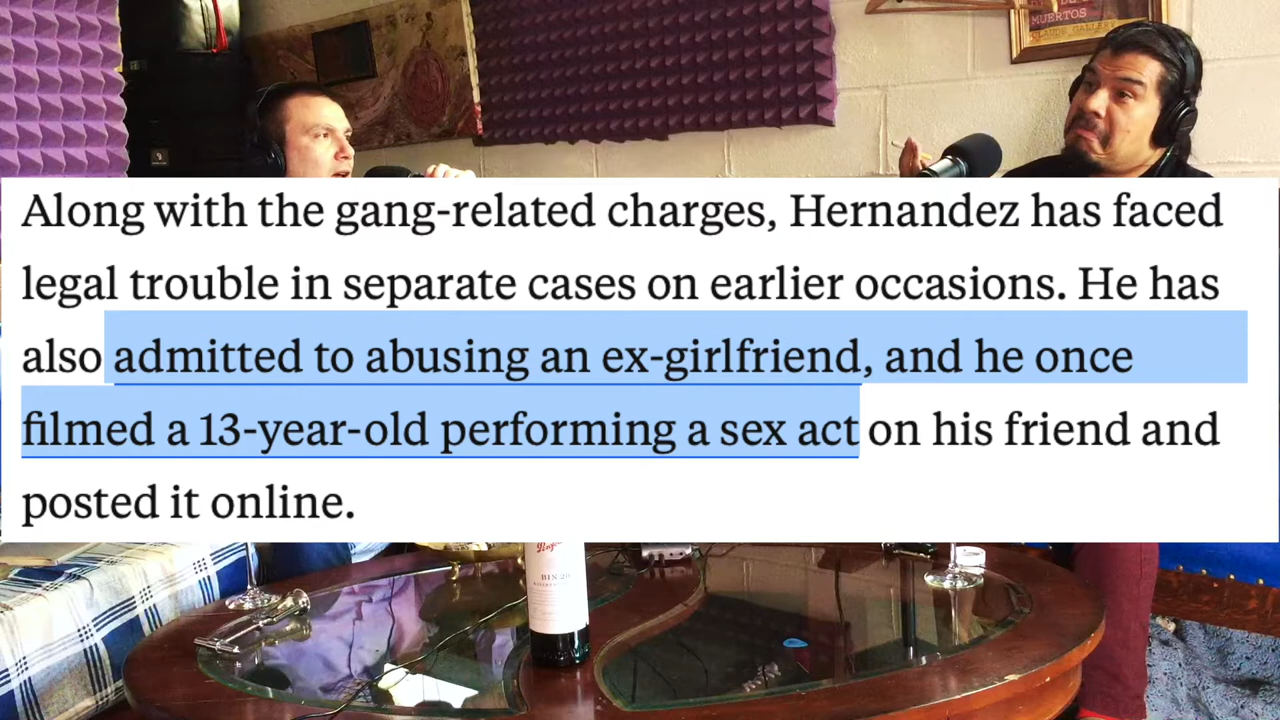 MUERTOS
CLAUDE GALLERY
Along with the gang-related charges, Hernandez has faced
legal trouble in separate cases on earlier occasions. He has
also admitted to abusing an ex-girlfriend, and he once
filmed a 13-year-old performing a sex act on his friend and
posted it online.
BIN 28